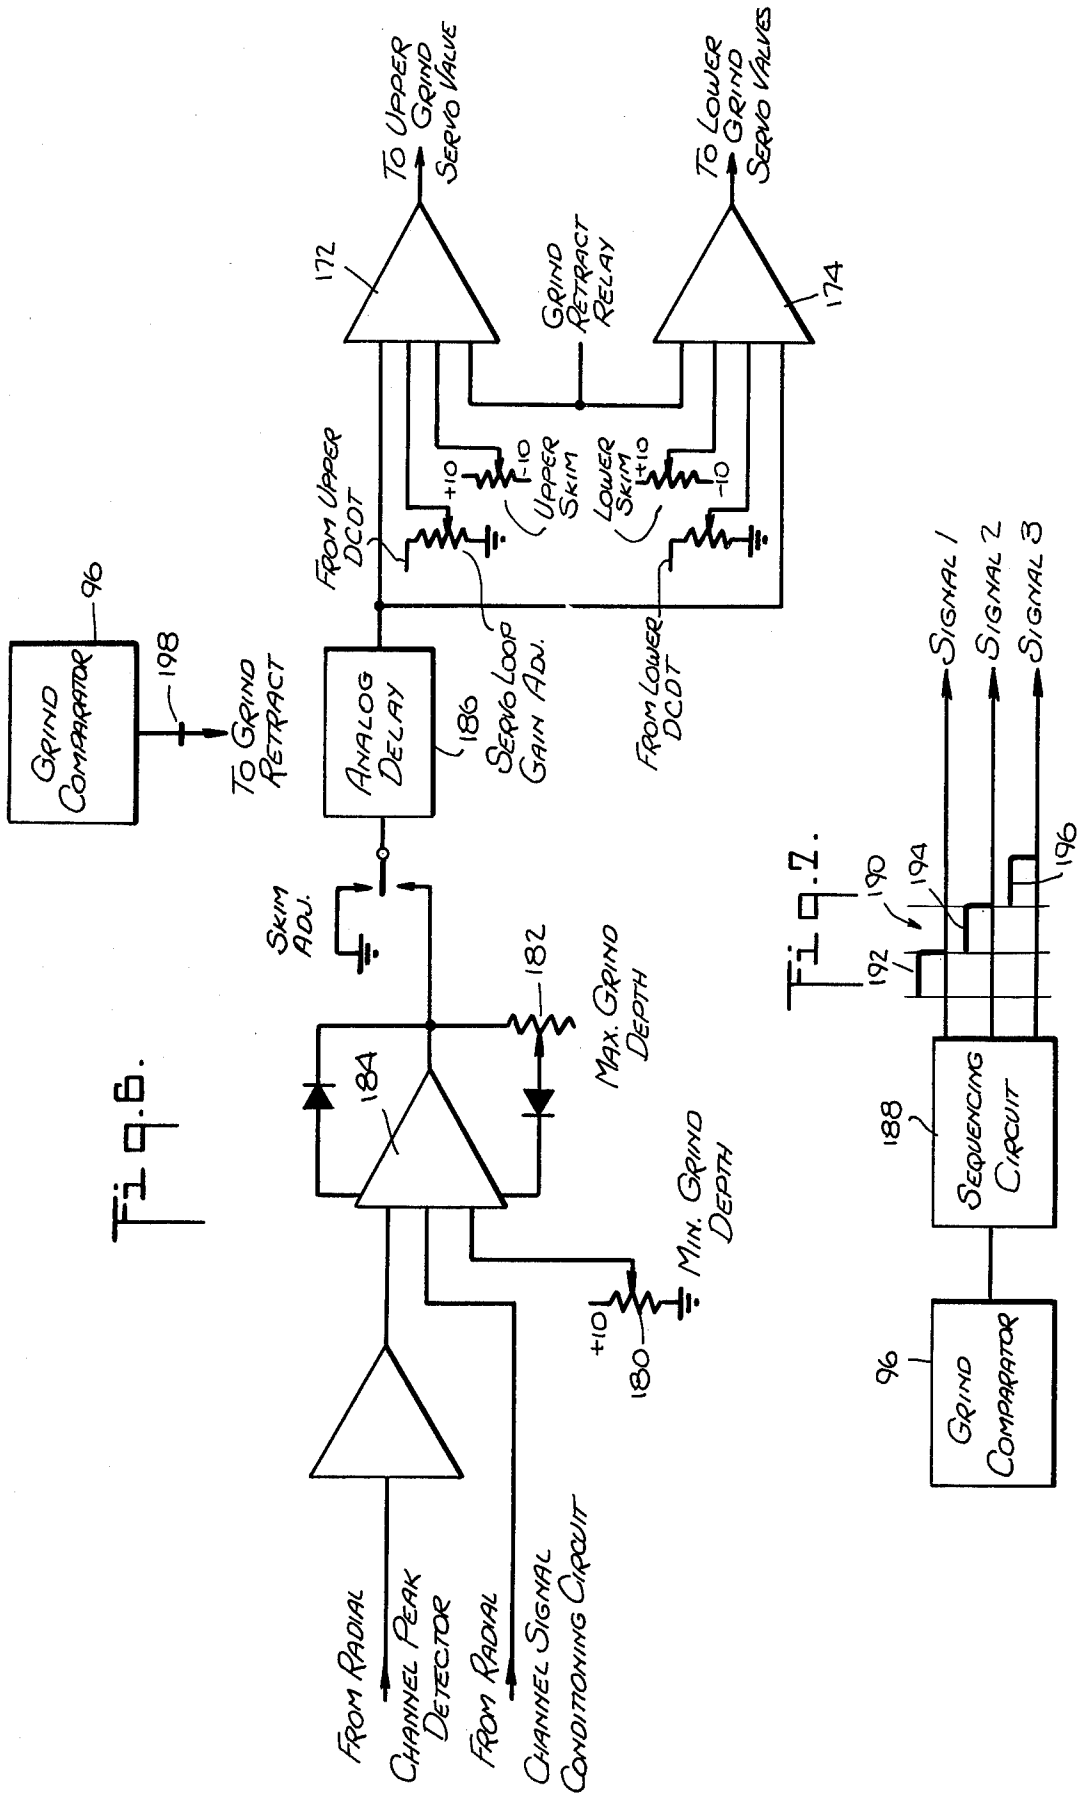 Fig. 6.
FROM RADIAL
CHANNEL PEAK
DETECTOR
FROM RADIAL
CHANNEL SIGNAL
CONDITIONING CIRCUIT
184
+10
180
MIN. GRIND
DEPTH
182
MAX. GRIND
DEPTH
SKIM
ADJ.
GRIND
COMPARATOR
96
198
TO GRIND
RETRACT
ANALOG
DELAY
186
SERVO LOOP
GAIN ADJ.
FROM UPPER
DCDT
+10
-10
UPPER
SKIM
LOWER
SKIM
+10
-10
FROM LOWER
DCDT
172
GRIND
RETRACT
RELAY
174
TO UPPER
GRIND
SERVO VALVE
TO LOWER
GRIND
SERVO VALVES
Fig. 7.
GRIND
COMPARATOR
96
SEQUENCING
CIRCUIT
188
192
190
194
196
SIGNAL 1
SIGNAL 2
SIGNAL 3